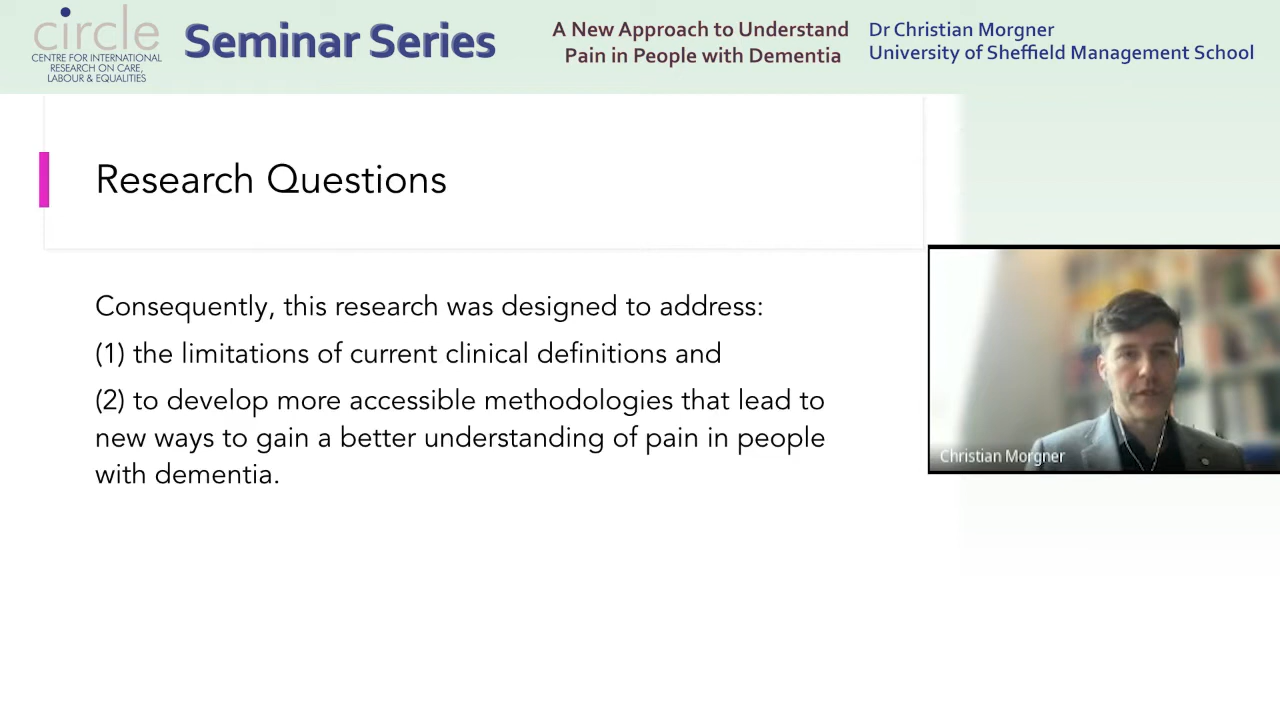 circle
CENTRE FOR INTERNATIONAL
RESEARCH ON CARE,
LABOUR & EQUALITIES
Seminar Series
A New Approach to Understand
Pain in People with Dementia
Dr Christian Morgner
University of Sheffield Management School
Research Questions
Consequently, this research was designed to address:
(1) the limitations of current clinical definitions and
(2) to develop more accessible methodologies that lead to
new ways to gain a better understanding of pain in people
with dementia.
Christian Morgner